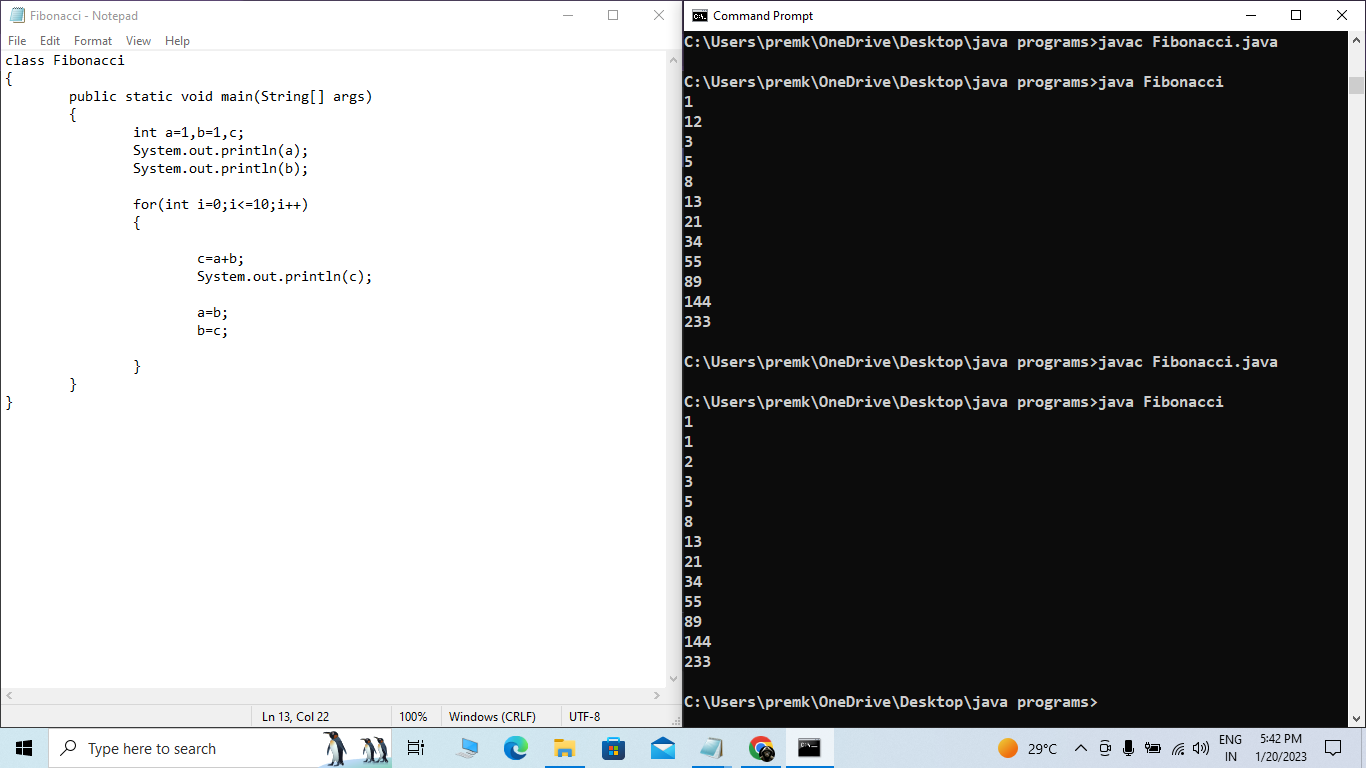 Fibonacci - Notepad
File Edit Format View Help
class Fibonacci
{
public static void main(String[] args)
{
int a=1,b=1,c;
System.out.println(a);
System.out.println(b);
for(int i=0;i<=10;i++)
{
c=a+b;
System.out.println(c);
a=b;
b=c;
}
}
}
Ln 13, Col 22 100% Windows (CRLF) UTF-8
Command Prompt
C:\Users\premk\OneDrive\Desktop\java programs>javac Fibonacci.java
C:\Users\premk\OneDrive\Desktop\java programs>java Fibonacci
1
12
3
5
8
13
21
34
55
89
144
233
C:\Users\premk\OneDrive\Desktop\java programs>javac Fibonacci.java
C:\Users\premk\OneDrive\Desktop\java programs>java Fibonacci
1
1
2
3
5
8
13
21
34
55
89
144
233
C:\Users\premk\OneDrive\Desktop\java programs>
Type here to search
29°C
ENG
IN
5:42 PM
1/20/2023